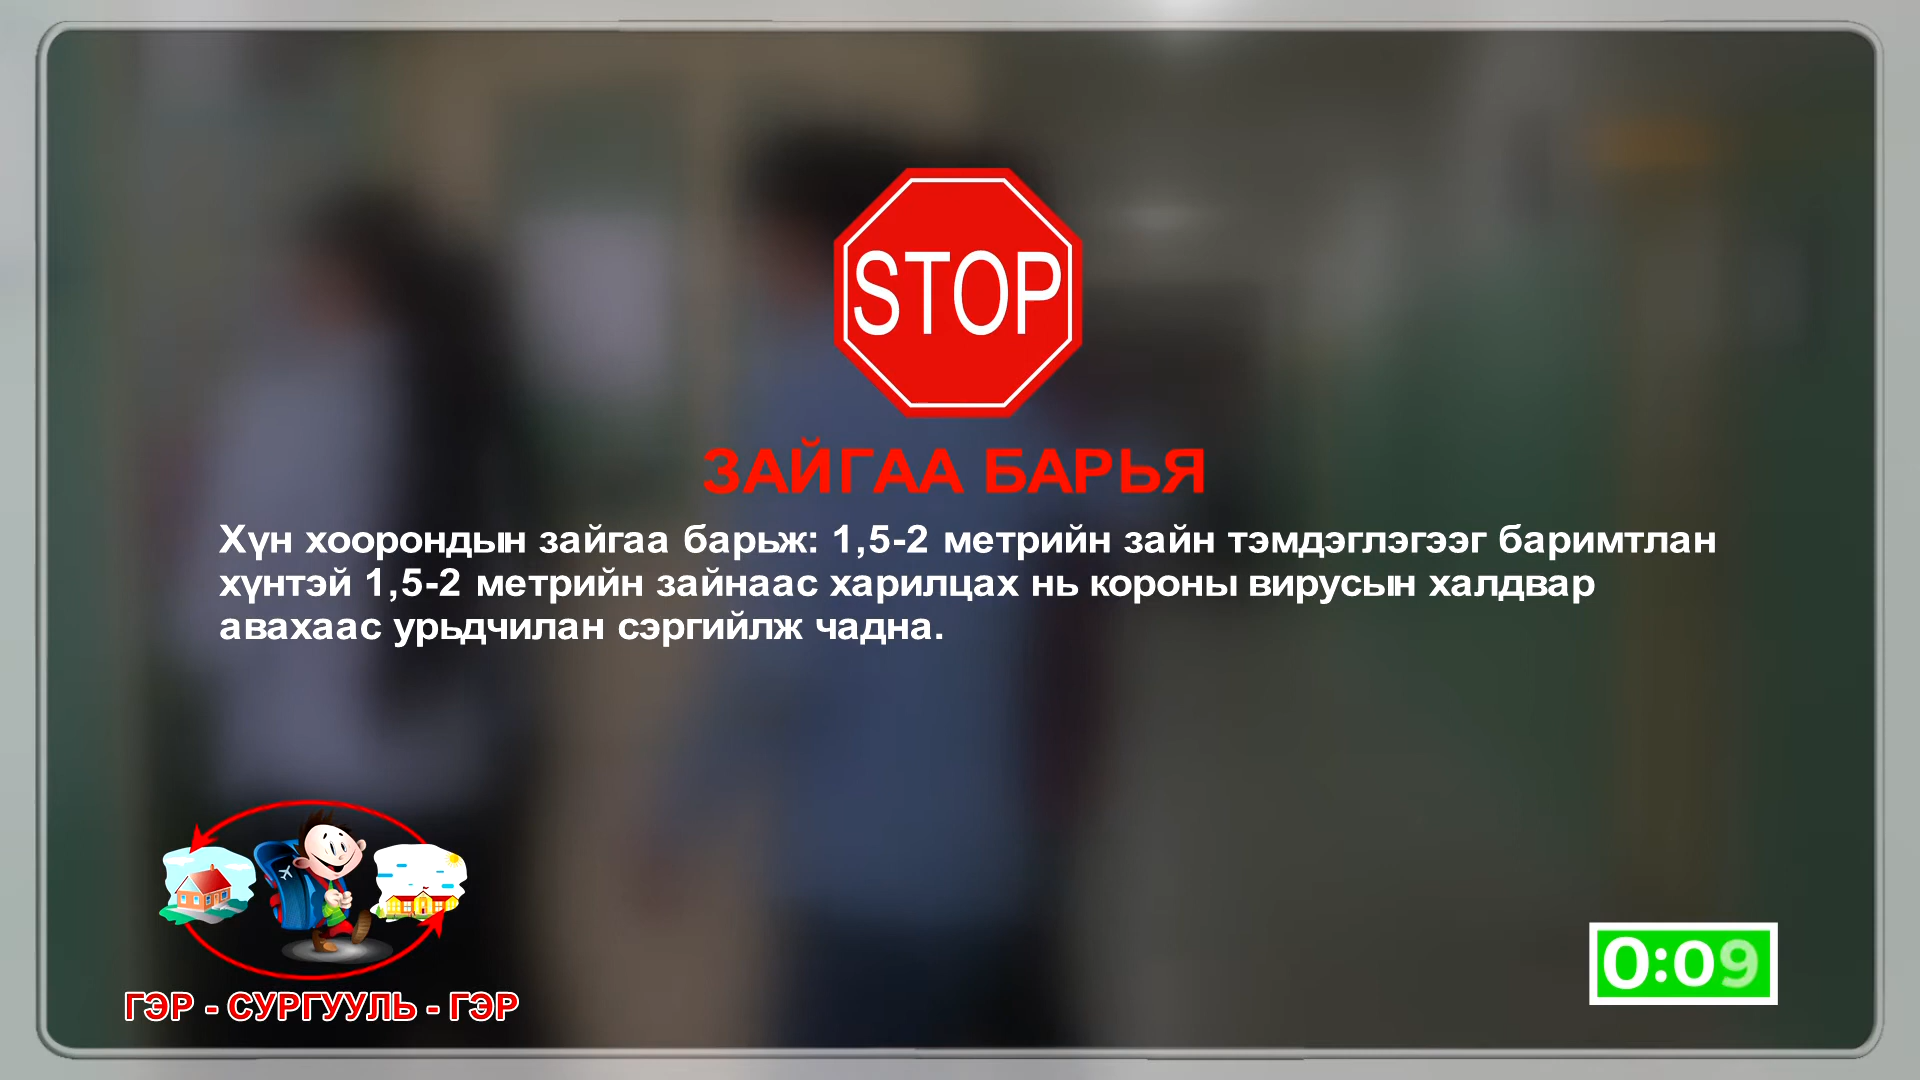 STOP
ЗАЙГАА БАРЬЯ
Хүн хоорондын зайгаа барьж: 1,5-2 метрийн зайн тэмдэглэгээг баримтлан
хүнтэй 1,5-2 метрийн зайнаас харилцах нь короны вирусын халдвар
авахаас урьдчилан сэргийлж чадна.
ГЭР - СУРГУУЛЬ - ГЭР
0:09